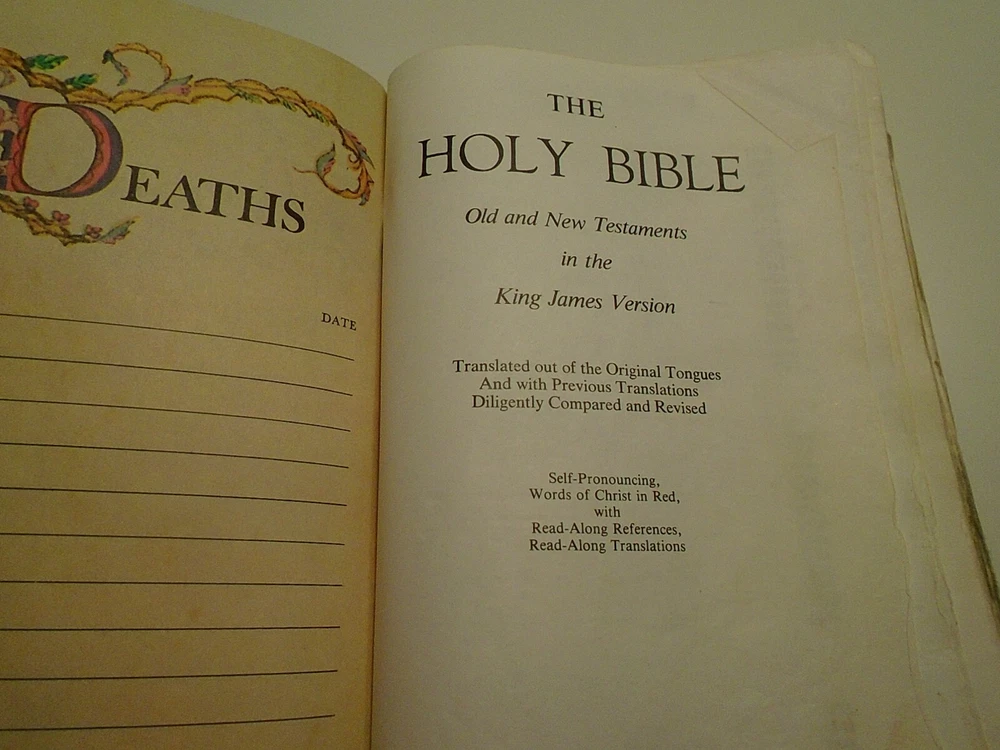 DEATHS
DATE
THE
HOLY BIBLE
Old and New Testaments
in the
King James Version
Translated out of the Original Tongues
And with Previous Translations
Diligently Compared and Revised
Self-Pronouncing,
Words of Christ in Red,
with
Read-Along References,
Read-Along Translations